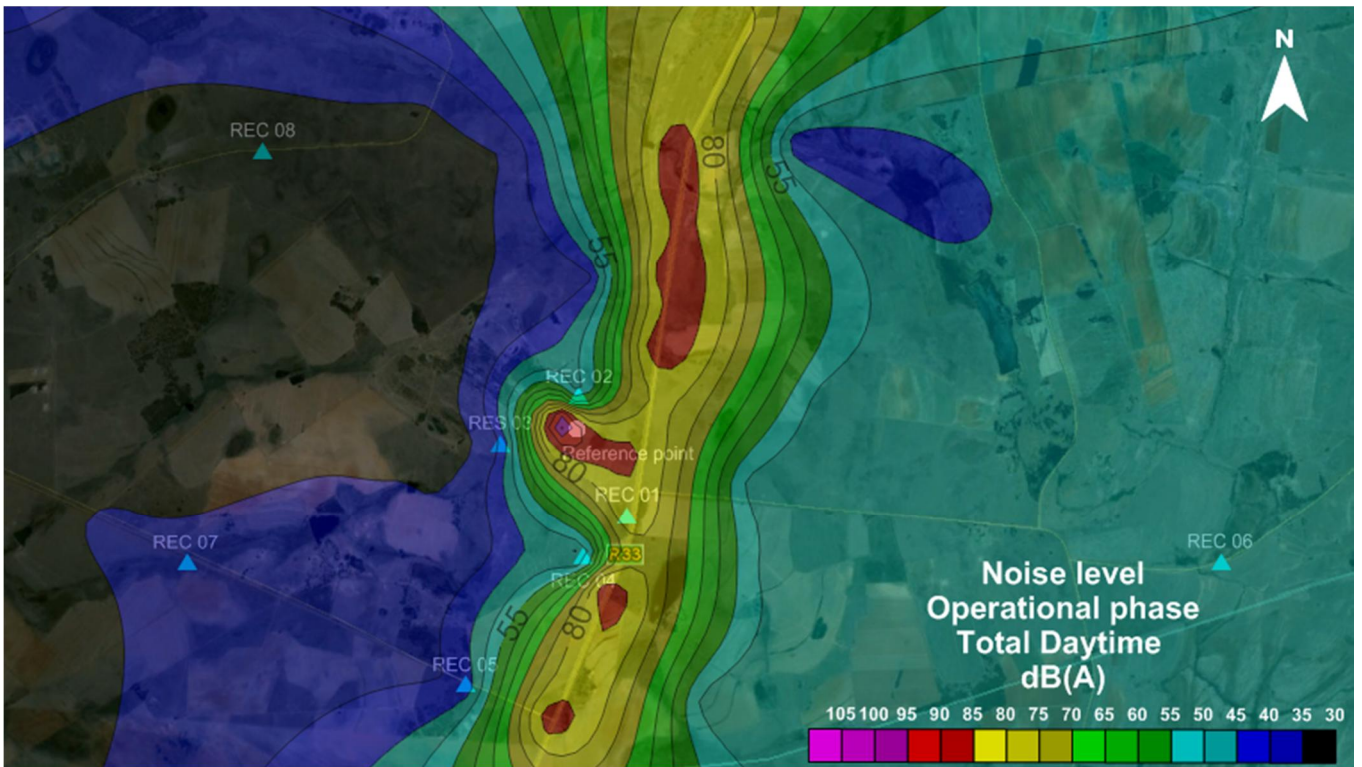 N
REC 08
80
55
55
REC 02
RES 03
Reference point
80
REC 01
REC 07
R33
REC 06
REC 04
55
80
REC 05
Noise level
Operational phase
Total Daytime
dB(A)
105 100 95 90 85 80 75 70 65 60 55 50 45 40 35 30